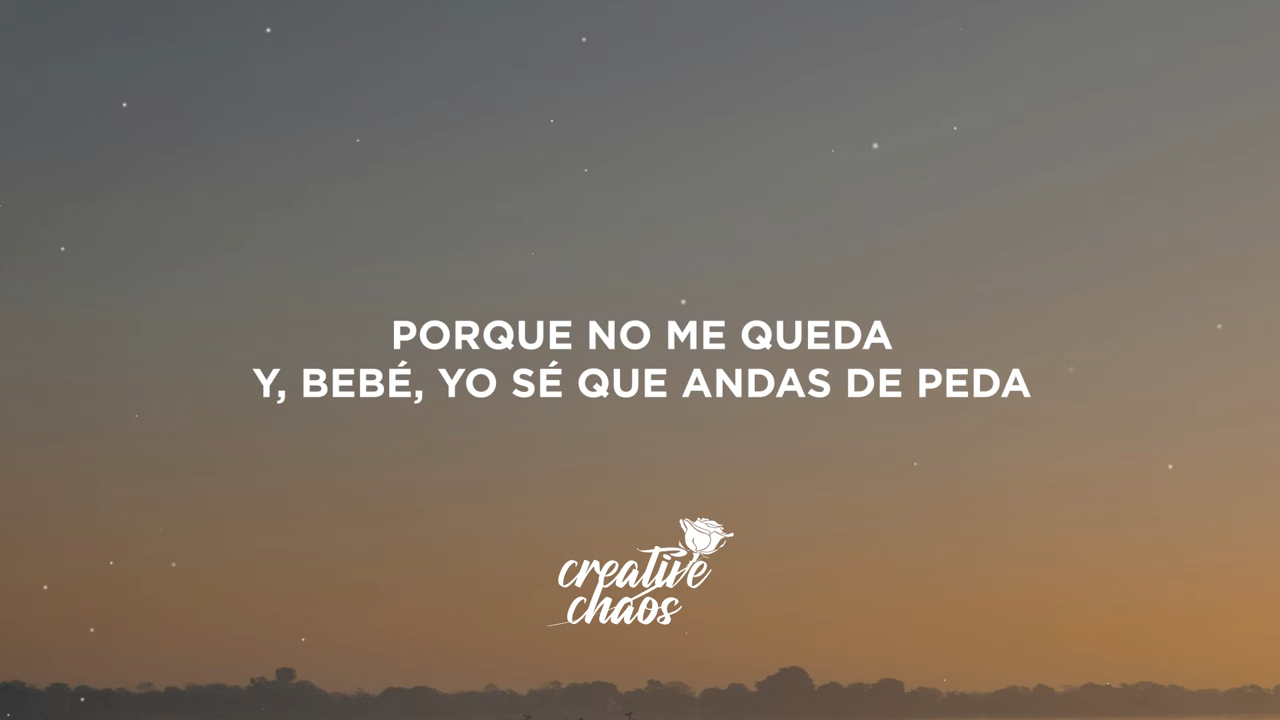 PORQUE NO ME QUEDA
Y, BEBÉ, YO SÉ QUE ANDAS DE PEDA
creative
chaos